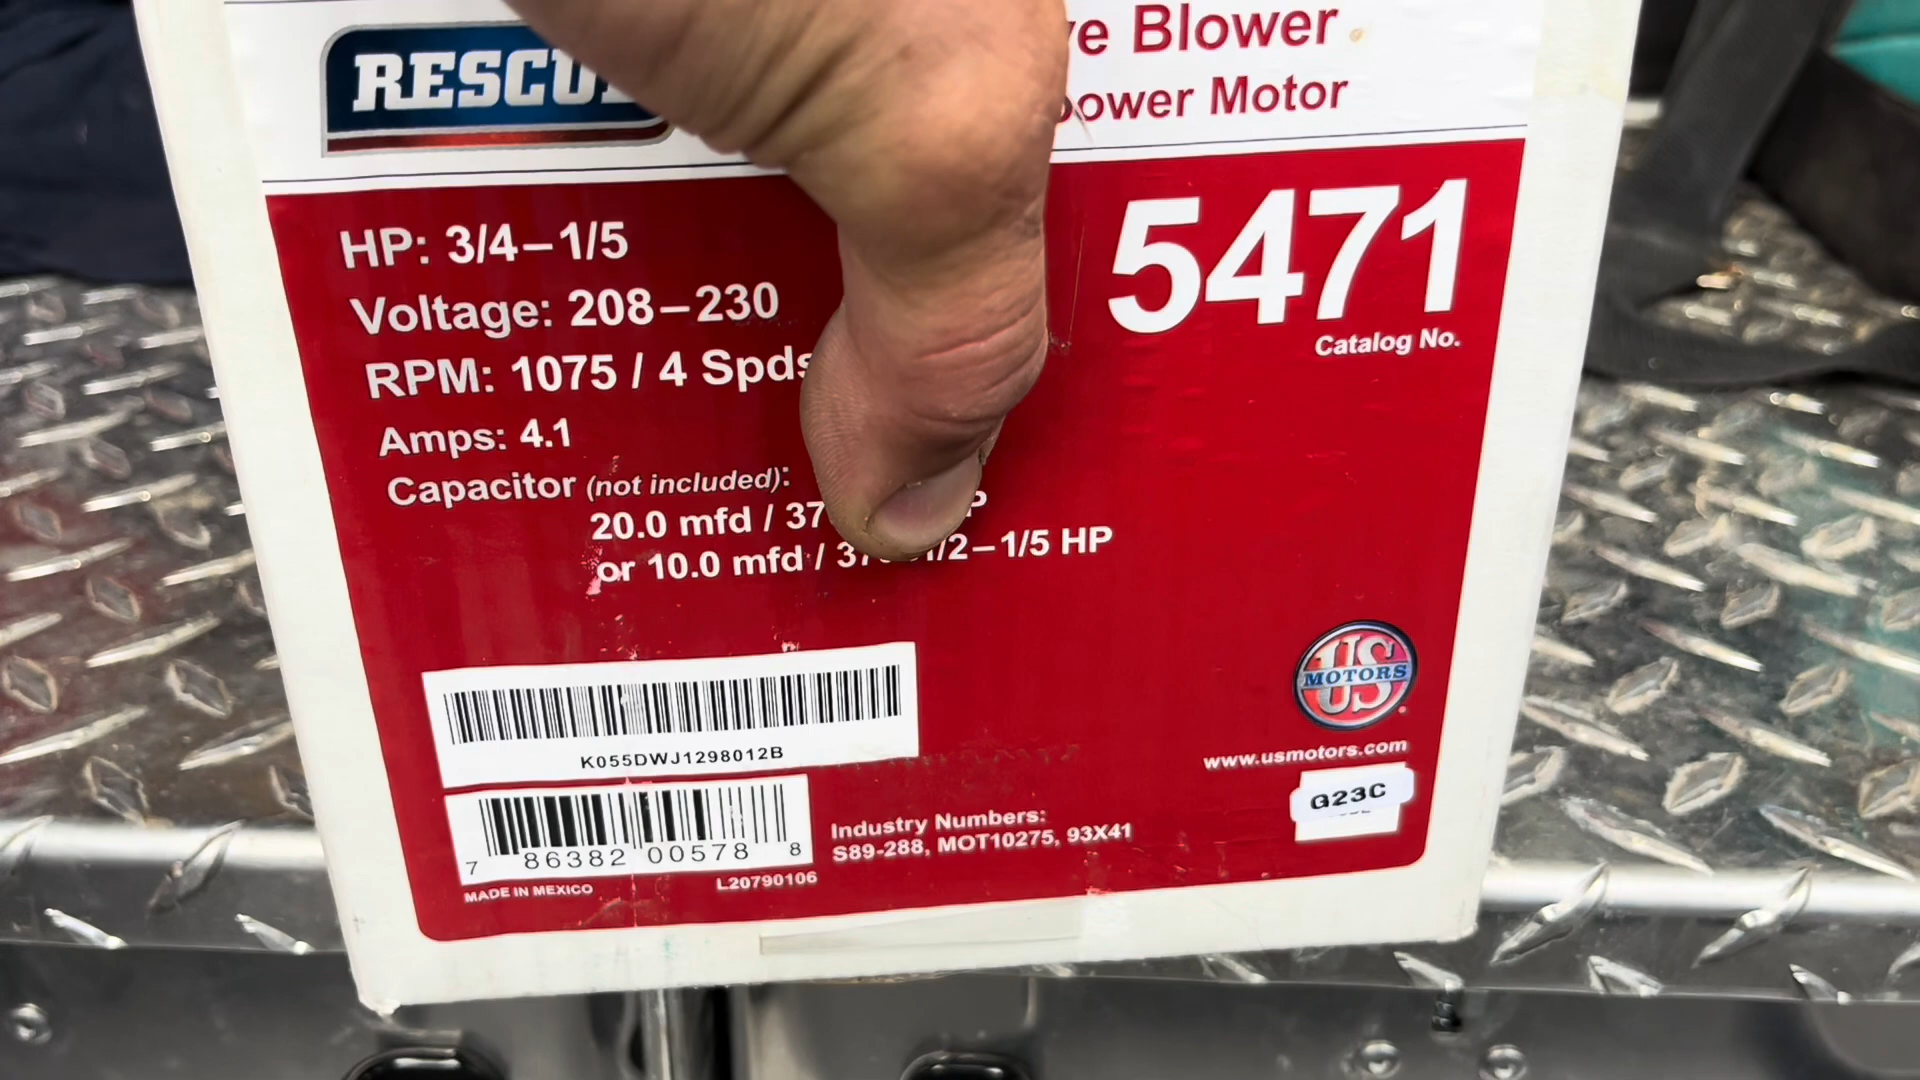 RESCU
e Blower
ower Motor
5471
Catalog No.
HP: 3/4–1/5
Voltage: 208–230
RPM: 1075 / 4 Spds
Amps: 4.1
Capacitor (not included):
20.0 mfd / 37 P
or 10.0 mfd / 37 1/2–1/5 HP
K055DWJ1298012B
7 86382 00578 8
MADE IN MEXICO L20790106
Industry Numbers:
S89-288, MOT10275, 93X41
US
MOTORS
www.usmotors.com
G23C